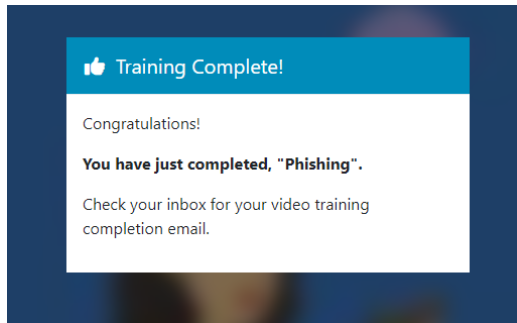 Training Complete!
Congratulations!
You have just completed, "Phishing".
Check your inbox for your video training
completion email.